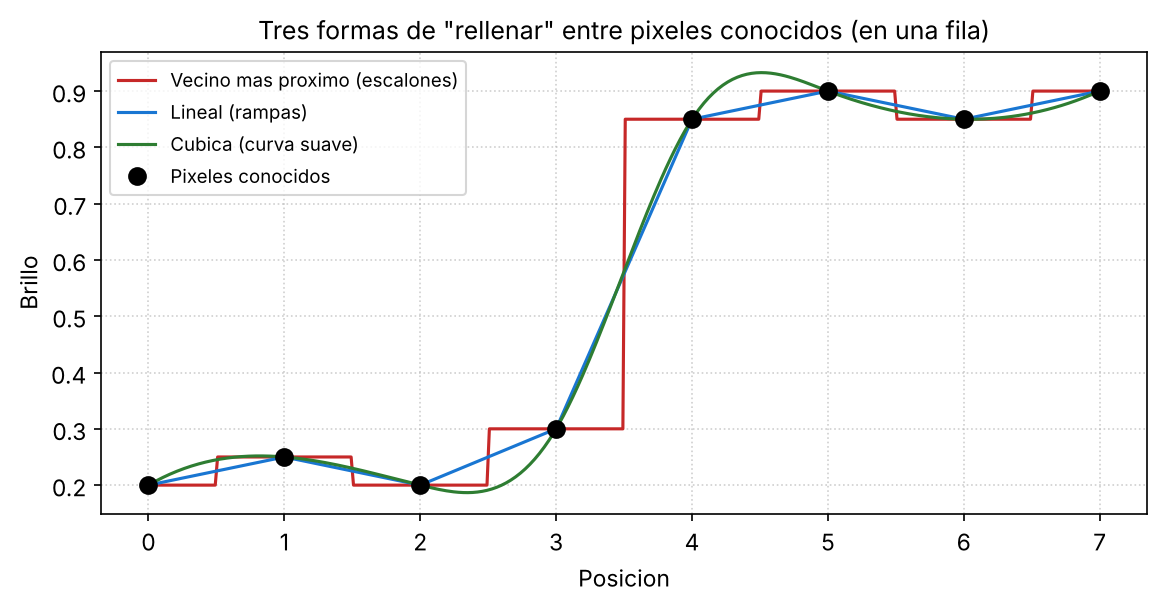 Tres formas de "rellenar" entre pixeles conocidos (en una fila)
Vecino mas proximo (escalones)
Lineal (rampas)
Cubica (curva suave)
Pixeles conocidos
Brillo
0.9
0.8
0.7
0.6
0.5
0.4
0.3
0.2
0 1 2 3 4 5 6 7
Posicion